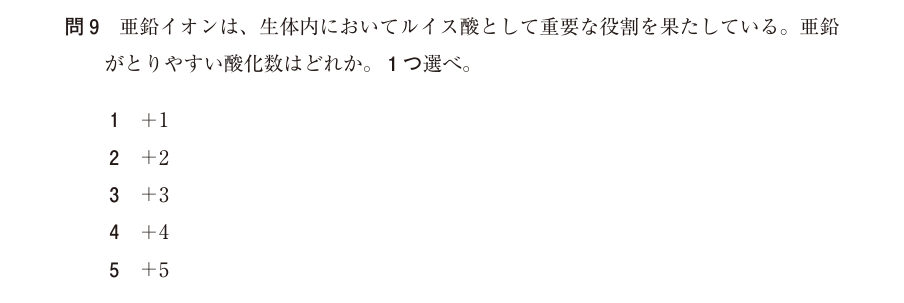 問9 亜鉛イオンは、生体内においてルイス酸として重要な役割を果たしている。亜鉛
がとりやすい酸化数はどれか。1つ選べ。
1 +1
2 +2
3 +3
4 +4
5 +5